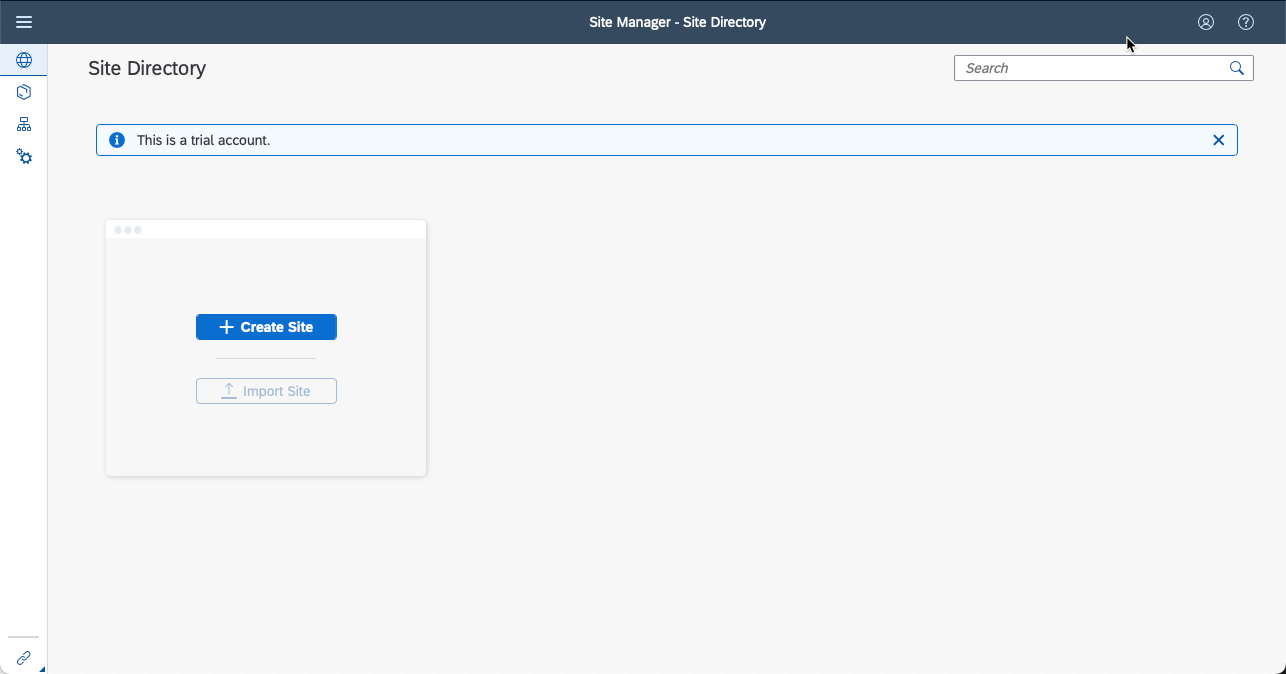 Site Manager - Site Directory
Site Directory
Search
This is a trial account.
Create Site
Import Site